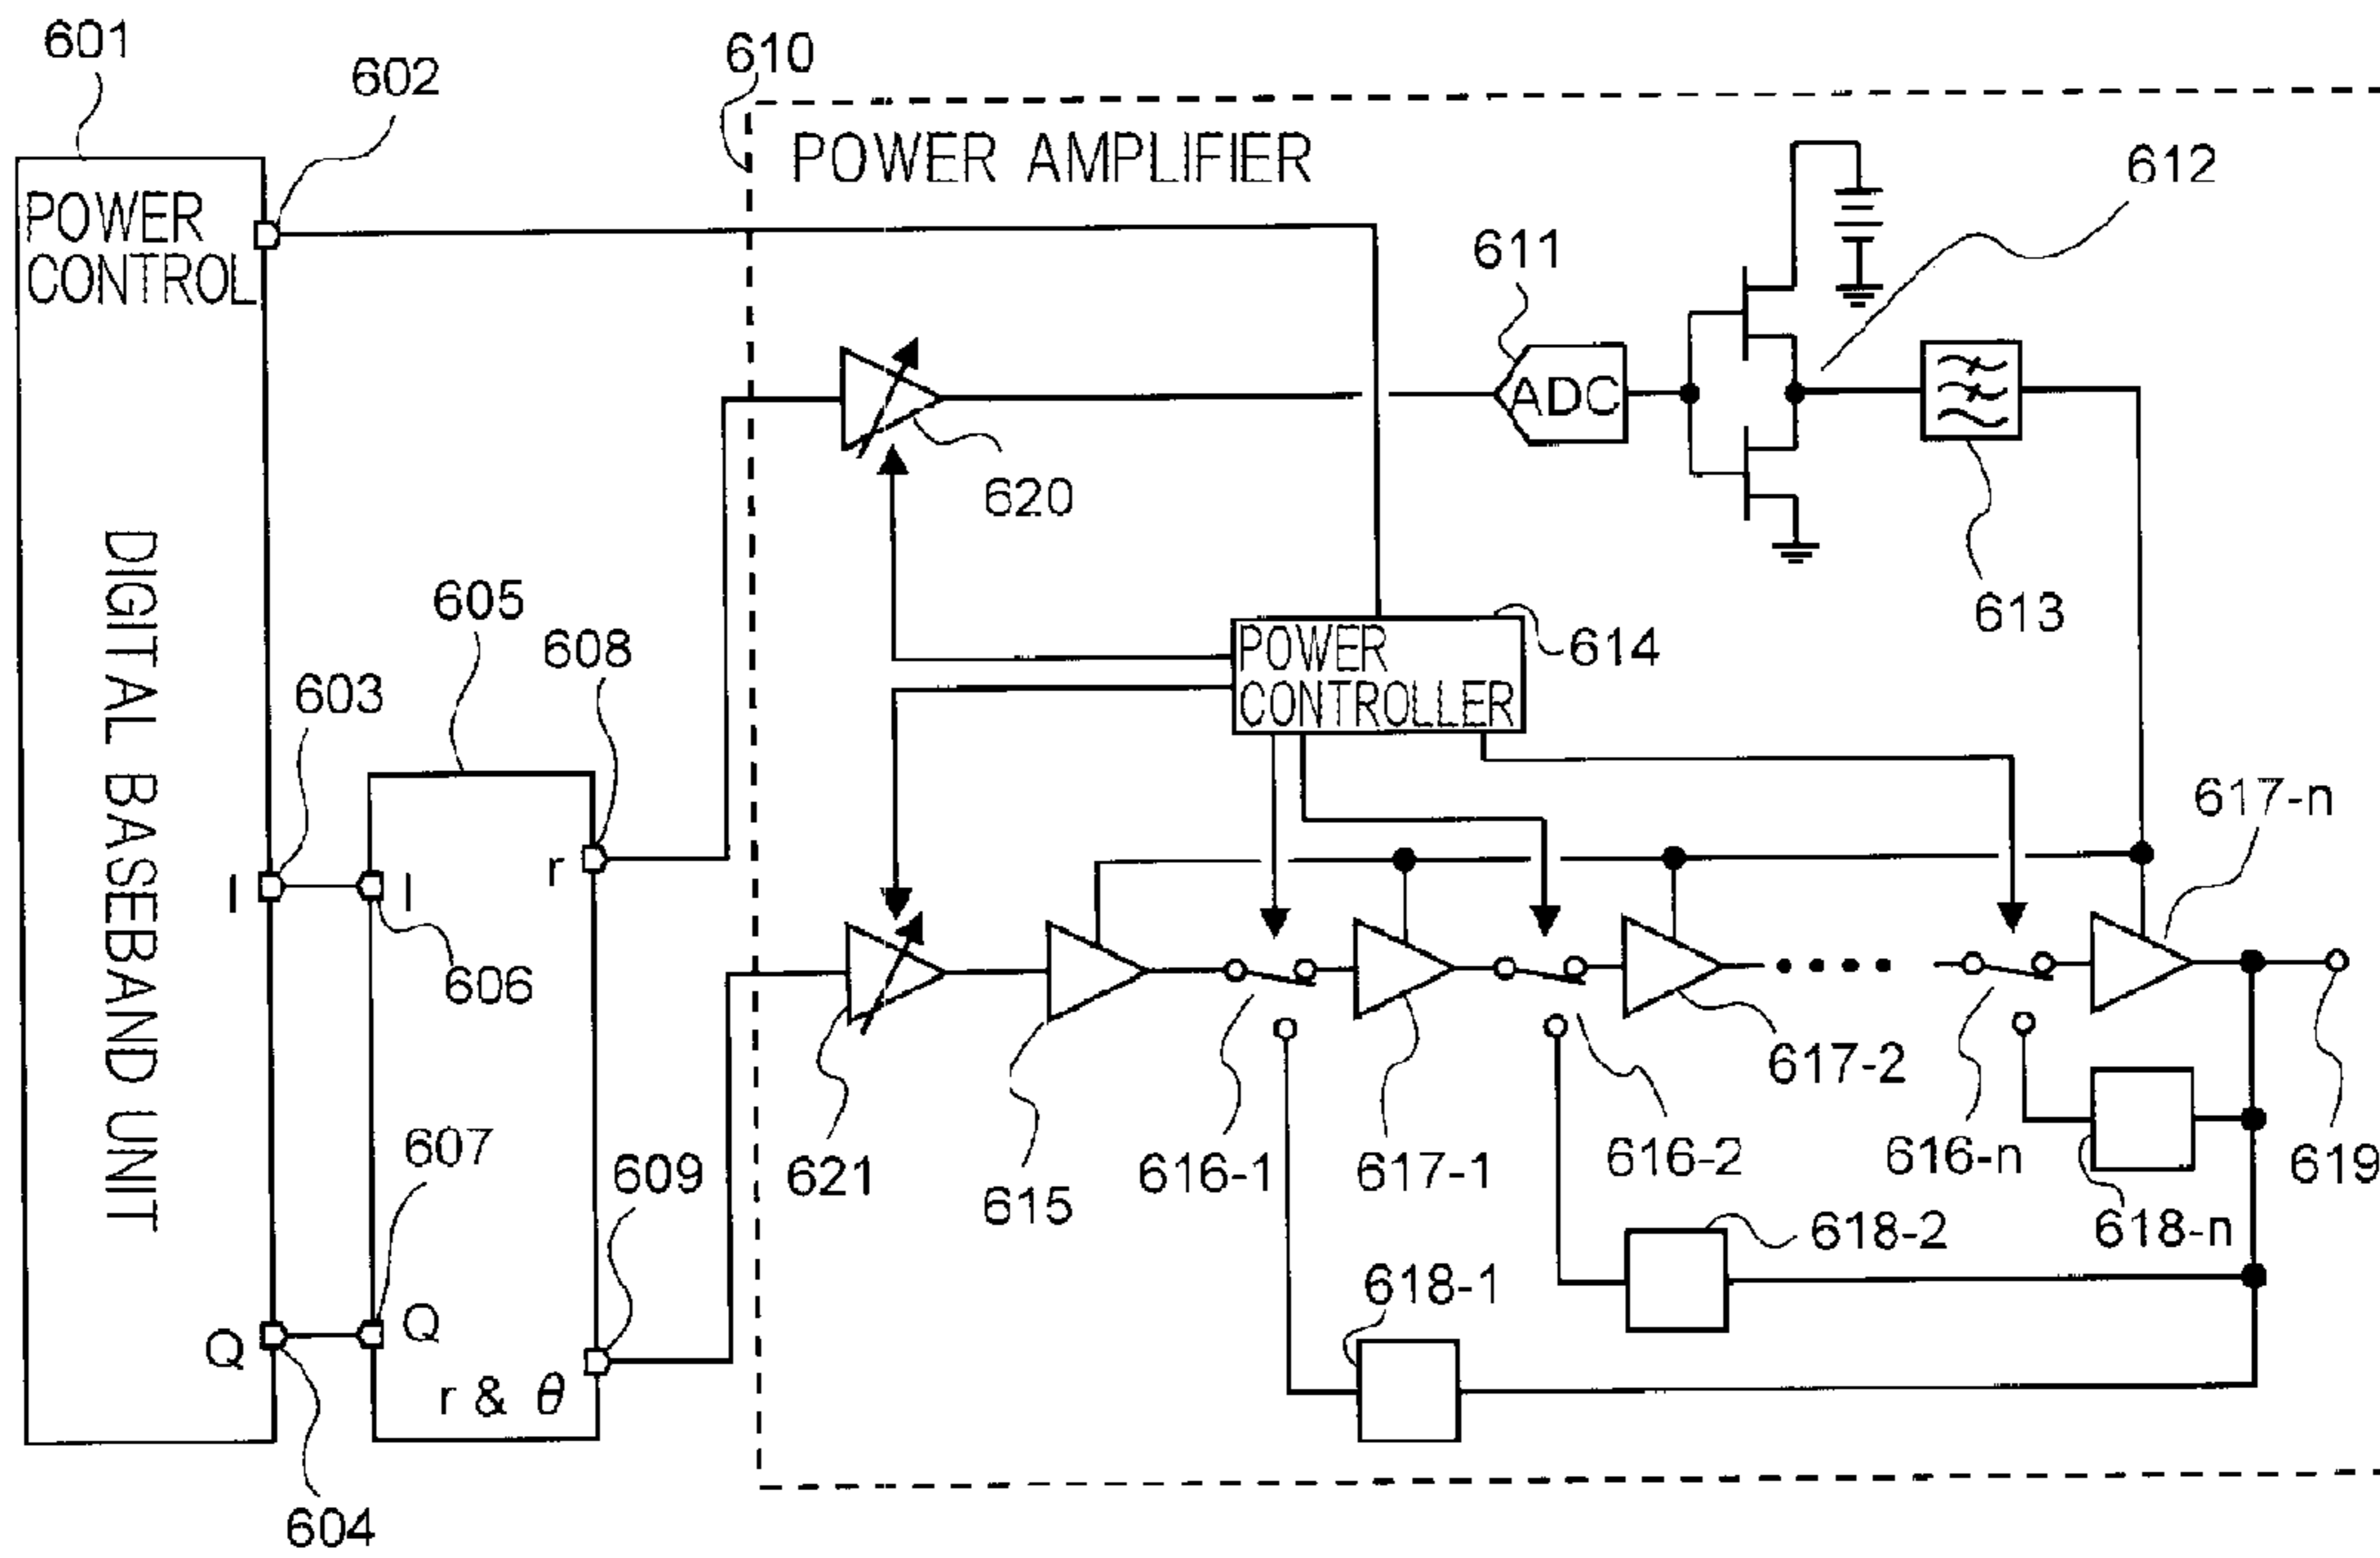 601
602
610
POWER AMPLIFIER
612
POWER
CONTROL
611
ADC
620
613
605
608
614
POWER
CONTROLLER
603
DIGITAL BASEBAND UNIT
617-n
r
I
I
606
617-2
607
609
621
615
616-1
617-1
616-2
616-n
619
618-2
618-n
618-1
Q
Q
r & θ
604